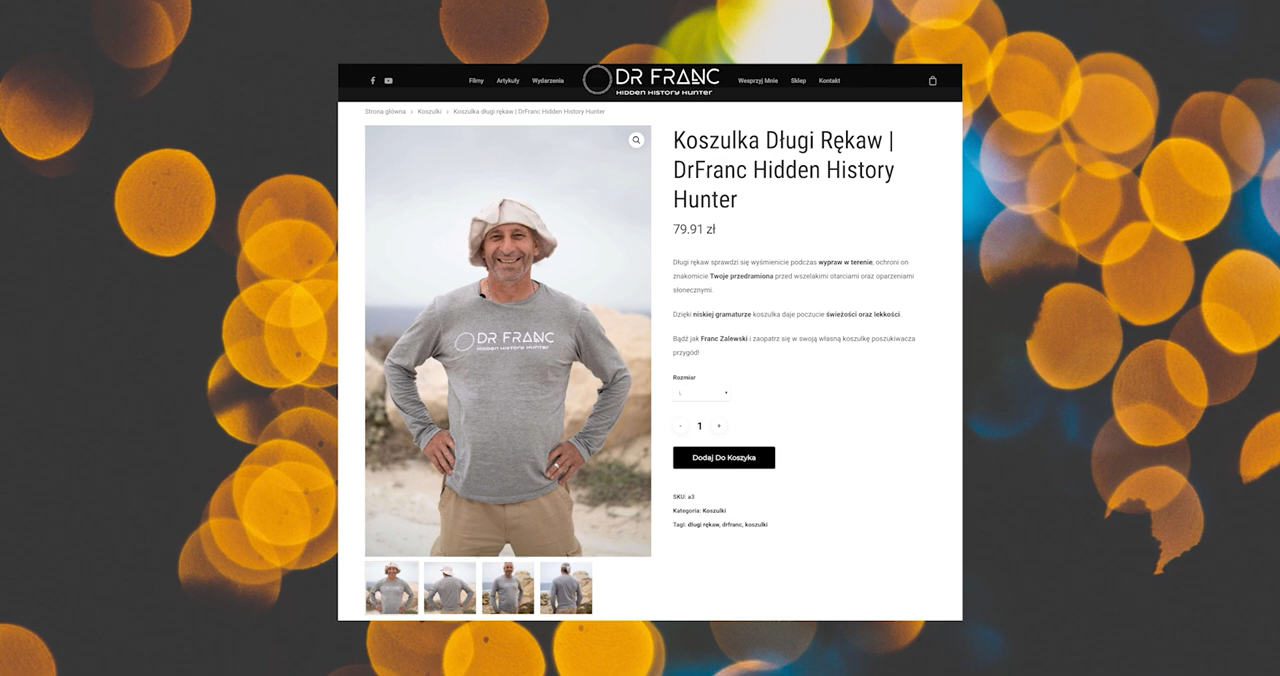 Filmy Artykuły Wydarzenia DR FRANC Wesprzyj Mnie Sklep Kontakt
HIDDEN HISTORY HUNTER
Strona główna > Koszulki > Koszulka długi rękaw | DrFranc Hidden History Hunter
DR FRANC
HIDDEN HISTORY HUNTER
Koszulka Długi Rękaw |
DrFranc Hidden History
Hunter
79.91 zł
Długi rękaw sprawdzi się wyśmienicie podczas wypraw w terenie, ochroni on
znakomicie Twoje przedramiona przed wszelakimi otarciami oraz oparzeniami
słonecznymi.
Dzięki niskiej gramaturze koszulka daje poczucie świeżości oraz lekkości.
Bądź jak Franc Zalewski i zaopatrz się w swoją własną koszulkę poszukiwacza
przygód!
Rozmiar
L
- 1 +
Dodaj Do Koszyka
SKU: a3
Kategoria: Koszulki
Tagi: długi rękaw, drfranc, koszulki